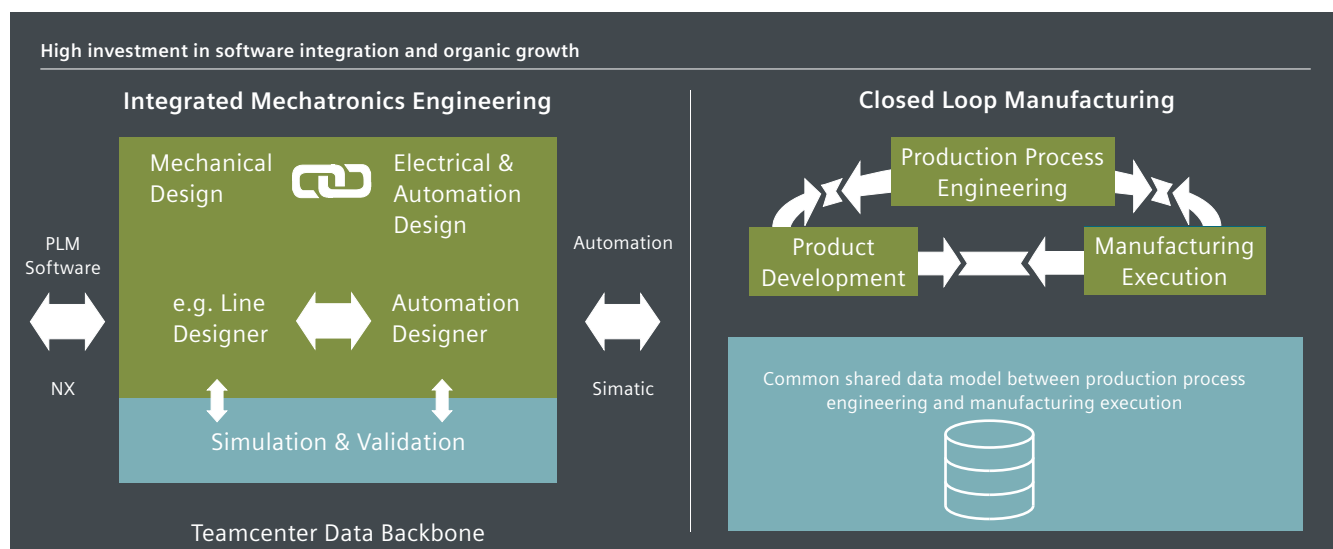 High investment in software integration and organic growth
Integrated Mechatronics Engineering
Mechanical
Design
Electrical &
Automation
Design
PLM
Software
Automation
e.g. Line
Designer
Automation
Designer
NX
Simatic
Simulation & Validation
Teamcenter Data Backbone
Closed Loop Manufacturing
Production Process
Engineering
Product
Development
Manufacturing
Execution
Common shared data model between production process
engineering and manufacturing execution